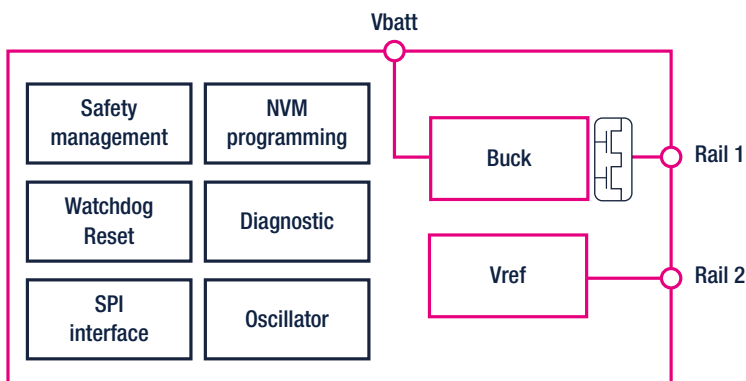 Vbatt
Safety
management
NVM
programming
Buck
Rail 1
Watchdog
Reset
Diagnostic
Vref
Rail 2
SPI
interface
Oscillator